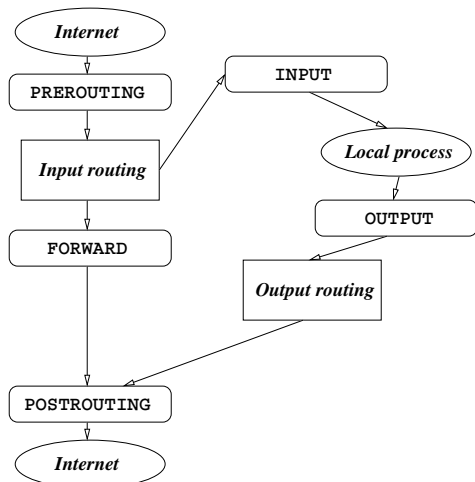 Internet
PREROUTING
INPUT
Input routing
Local process
OUTPUT
FORWARD
Output routing
POSTROUTING
Internet